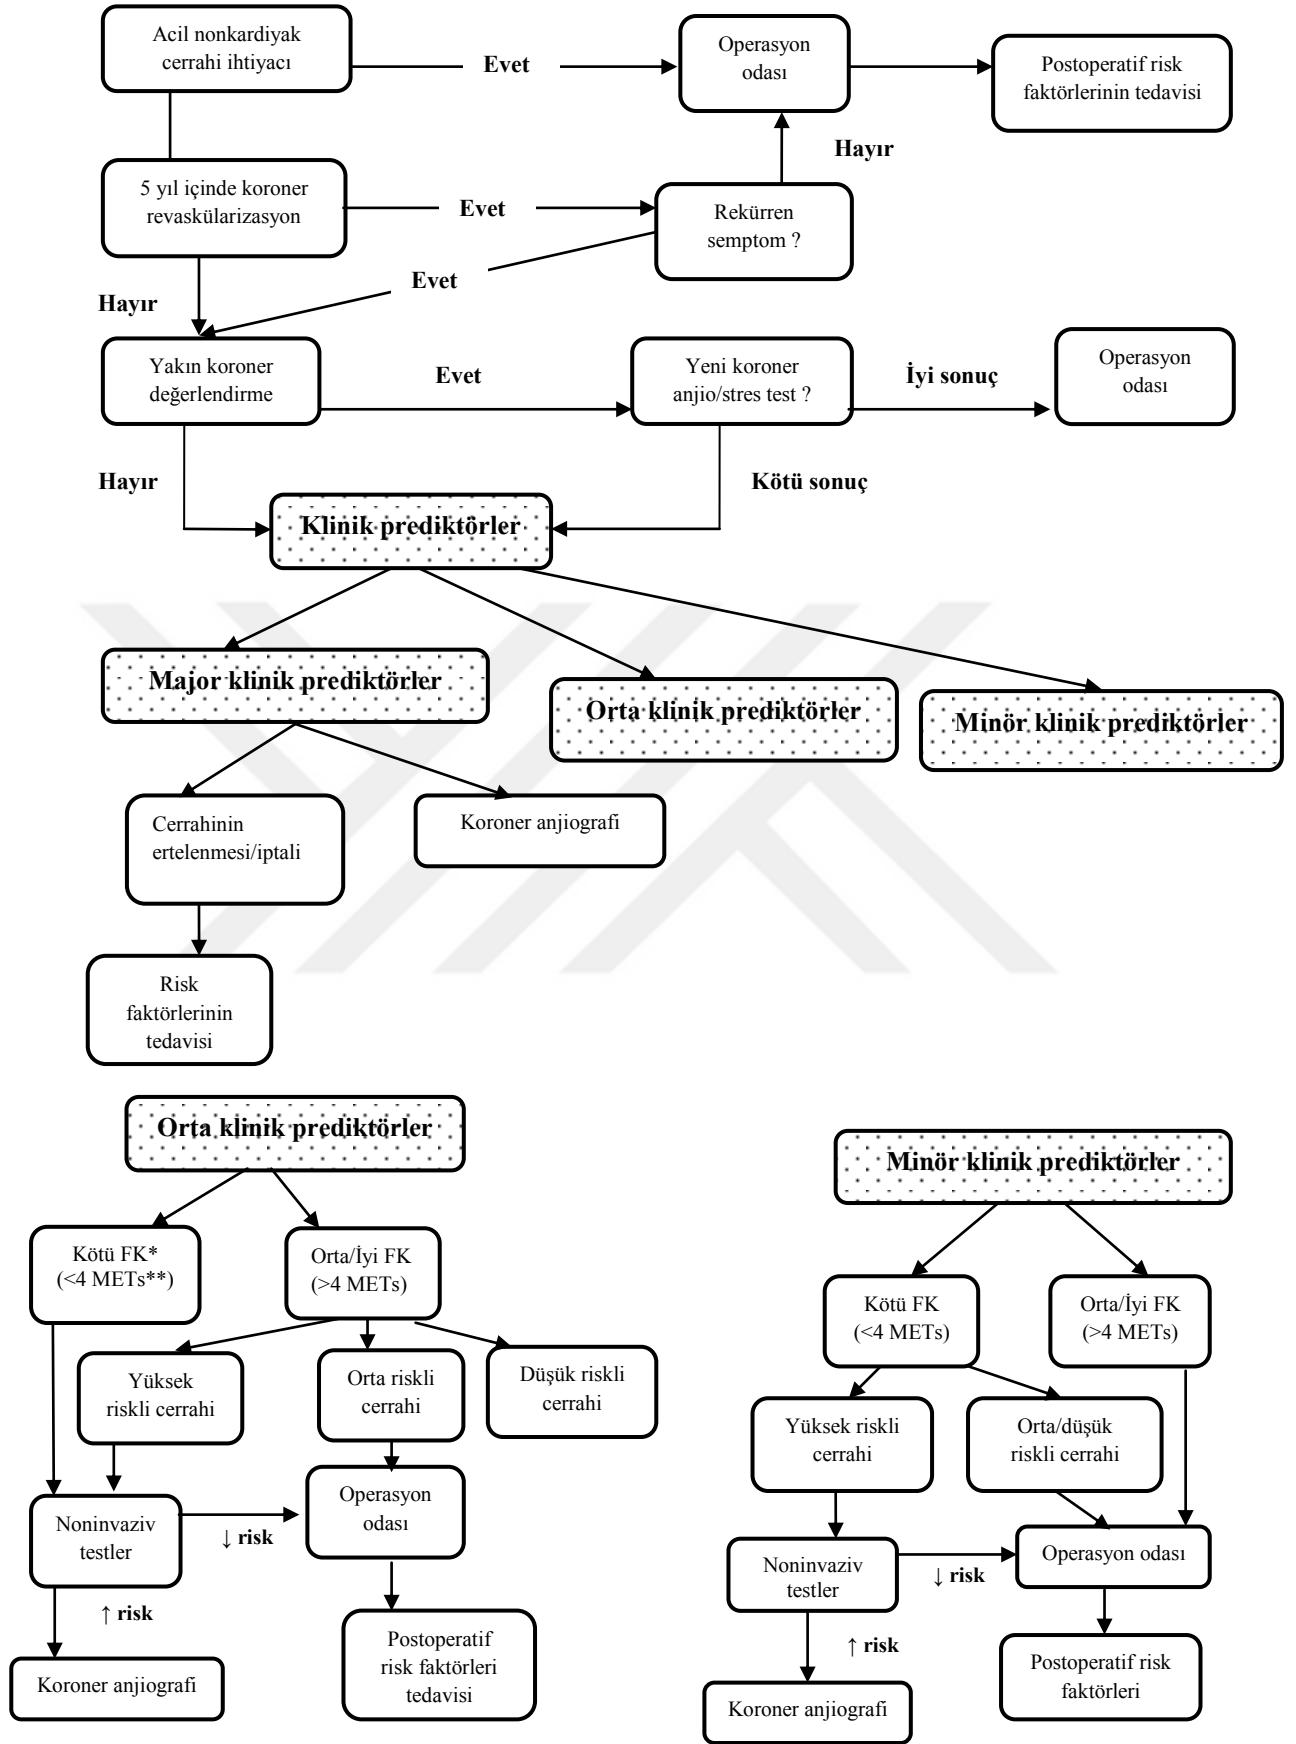 Acil nonkardiyak
cerrahi ihtiyacı
Evet
Operasyon
odası
Postoperatif risk
faktörlerinin tedavisi
Hayır
5 yıl içinde koroner
revaskülarizasyon
Evet
Rekürren
semptom ?
Evet
Hayır
Yakın koroner
değerlendirme
Evet
Yeni koroner
anjio/stres test ?
İyi sonuç
Operasyon
odası
Hayır
Kötü sonuç
Klinik prediktörler
Major klinik prediktörler
Orta klinik prediktörler
Minör klinik prediktörler
Cerrahinin
ertelenmesi/iptali
Koroner anjiografi
Risk
faktörlerinin
tedavisi
Orta klinik prediktörler
Kötü FK*
(<4 METs**)
Orta/İyi FK
(>4 METs)
Yüksek
riskli cerrahi
Orta riskli
cerrahi
Düşük riskli
cerrahi
Noninvaziv
testler
↓ risk
Operasyon
odası
↑ risk
Koroner anjiografi
Postoperatif
risk faktörleri
tedavisi
Minör klinik prediktörler
Kötü FK
(<4 METs)
Orta/İyi FK
(>4 METs)
Yüksek riskli
cerrahi
Orta/düşük
riskli cerrahi
Noninvaziv
testler
↓ risk
Operasyon odası
↑ risk
Koroner anjiografi
Postoperatif risk
faktörleri